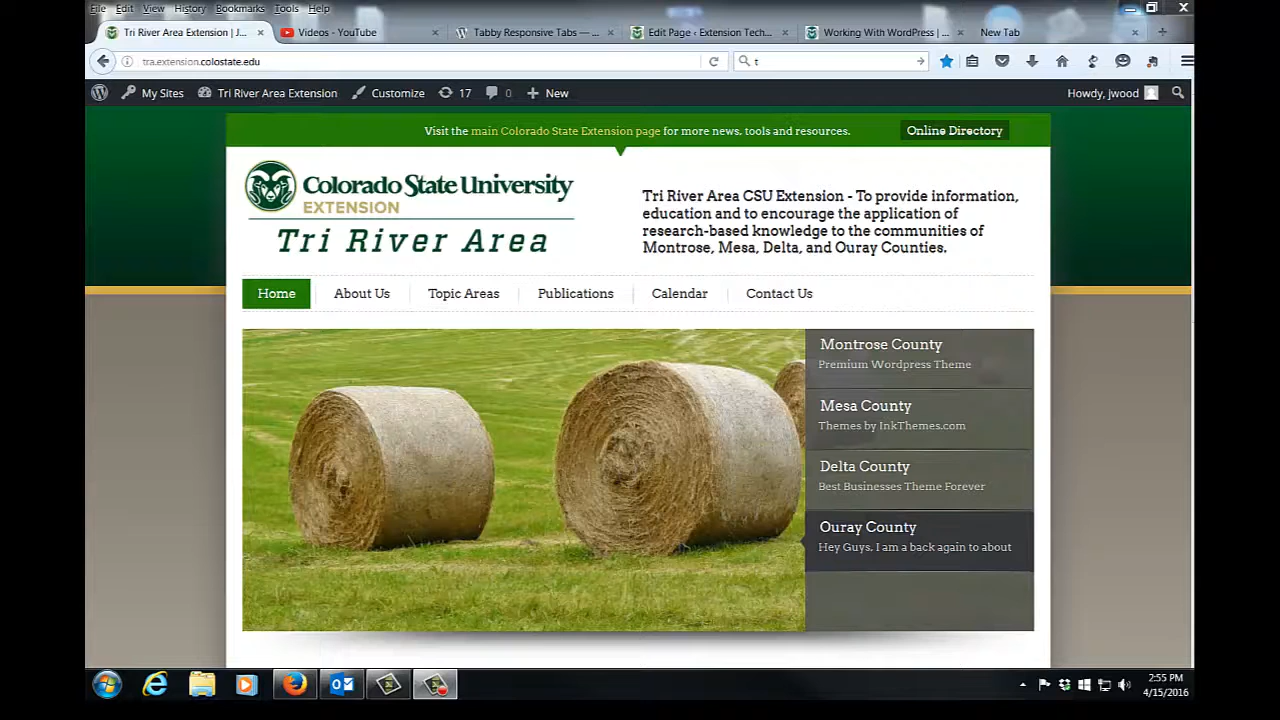 File Edit View History Bookmarks Tools Help
Tri River Area Extension | J... × Videos - YouTube × Tabby Responsive Tabs — ... × Edit Page ‹ Extension Tech... × Working With WordPress | ... × New Tab ×
tra.extension.colostate.edu t
My Sites Tri River Area Extension Customize 17 0 New Howdy, jwood
Visit the main Colorado State Extension page for more news, tools and resources. Online Directory
Colorado State University
EXTENSION
Tri River Area
Tri River Area CSU Extension - To provide information,
education and to encourage the application of
research-based knowledge to the communities of
Montrose, Mesa, Delta, and Ouray Counties.
Home About Us Topic Areas Publications Calendar Contact Us
Montrose County
Premium Wordpress Theme
Mesa County
Themes by InkThemes.com
Delta County
Best Businesses Theme Forever
Ouray County
Hey Guys, I am a back again to about
2:55 PM
4/15/2016